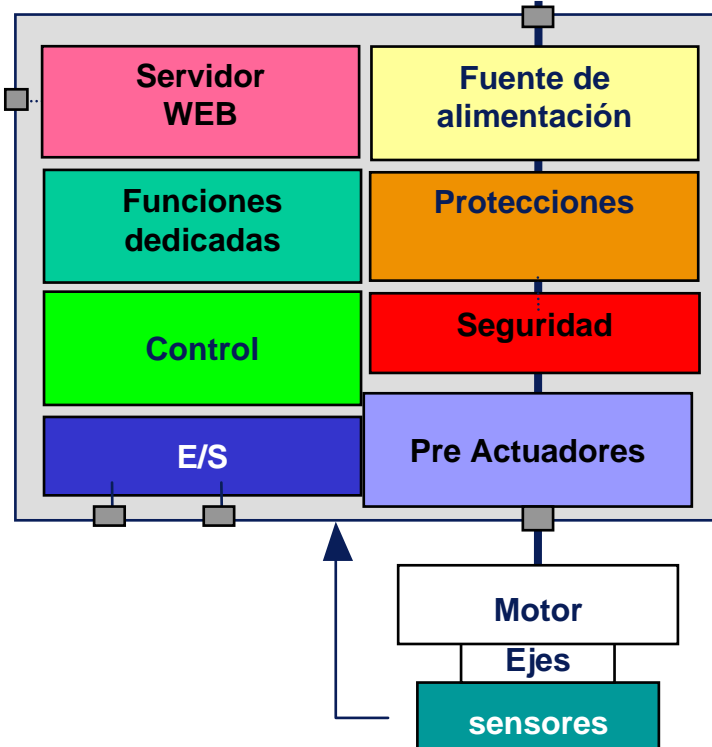 Servidor
WEB
Fuente de
alimentación
Funciones
dedicadas
Protecciones
Control
Seguridad
E/S
Pre Actuadores
Motor
Ejes
sensores